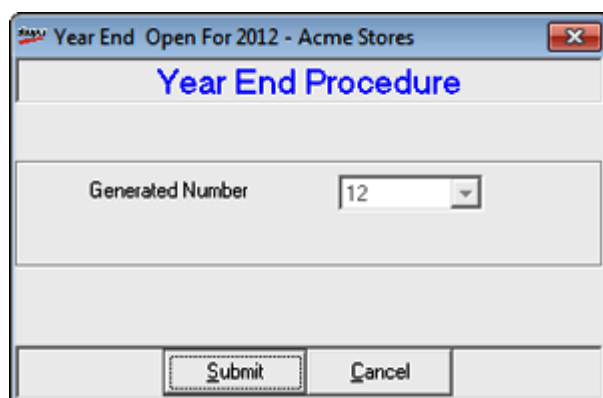 Year End Open For 2012 - Acme Stores
Year End Procedure
Generated Number 12
Submit Cancel